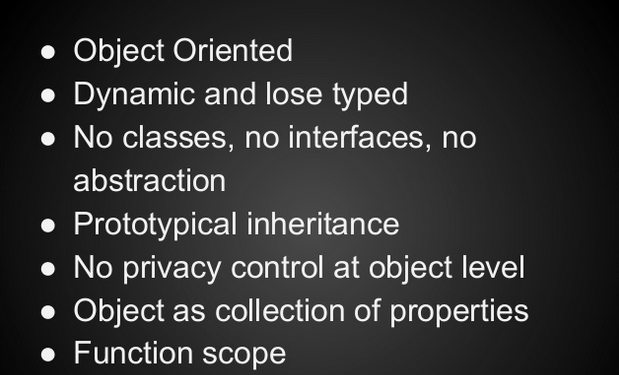 ● Object Oriented
● Dynamic and lose typed
● No classes, no interfaces, no
abstraction
● Prototypical inheritance
● No privacy control at object level
● Object as collection of properties
● Function scope